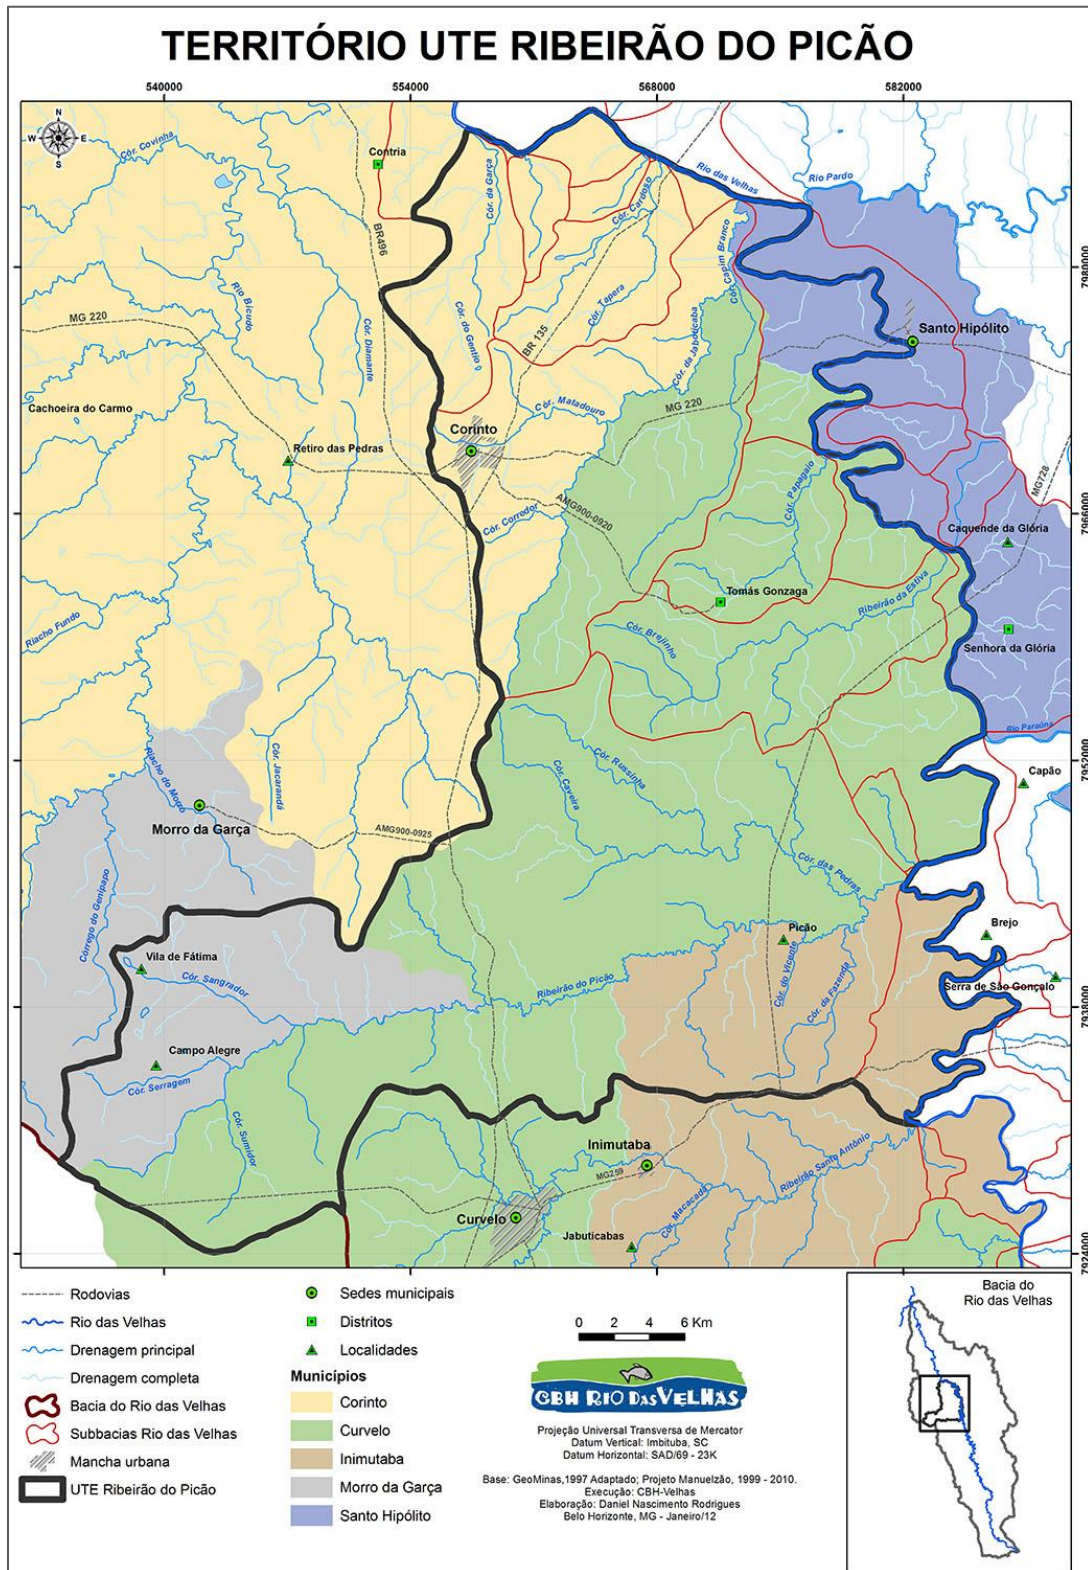 TERRITÓRIO UTE RIBEIRÃO DO PICÃO
540000
554000
568000
582000
N
W
E
S
Cór. Covinha
Contria
Cór. da Garça
Cór. Cardoso
Rio das Velhas
Rio Pardo
BR496
Cór. Capim Branco
7980000
Rio Bicudo
Cór. Tapera
MG 220
Cór. Diamante
Cór. do Gentio
BR 135
Cór. da Jabuticaba
Santo Hipólito
Cachoeira do Carmo
Cór. Matadouro
MG 220
Corinto
Retiro das Pedras
Cór. Papagaio
MG728
AMG900-0920
7966000
Cór. Corredor
Caquende da Glória
Tomás Gonzaga
Ribeirão da Estiva
Riacho Fundo
Cór. Brejinho
Senhora da Glória
Rio Paraúna
7952000
Riacho do Morro
Cór. Jacarandá
Cór. Caveira
Cór. Russinha
Capão
Morro da Garça
AMG900-0925
Cór. das Pedras
Córrego do Genipapo
Picão
Brejo
Vila de Fátima
Cór. Sangrador
Ribeirão do Picão
Cór. do Vicente
Cór. da Fazenda
Serra de São Gonçalo
7938000
Campo Alegre
Cór. Serragem
Cór. Sumidor
Inimutaba
Ribeirão Santo Antônio
MG259
Cór. Macacada
Curvelo
Jabuticabas
7924000
Rodovias
Rio das Velhas
Drenagem principal
Drenagem completa
Bacia do Rio das Velhas
Subbacias Rio das Velhas
Mancha urbana
UTE Ribeirão do Picão
Sedes municipais
Distritos
Localidades
Municípios
Corinto
Curvelo
Inimutaba
Morro da Garça
Santo Hipólito
0 2 4 6 Km
CBH RIO DAS VELHAS
Projeção Universal Transversa de Mercator
Datum Vertical: Imbituba, SC
Datum Horizontal: SAD/69 - 23K
Base: GeoMinas,1997 Adaptado; Projeto Manuelzão, 1999 - 2010.
Execução: CBH-Velhas
Elaboração: Daniel Nascimento Rodrigues
Belo Horizonte, MG - Janeiro/12
Bacia do
Rio das Velhas